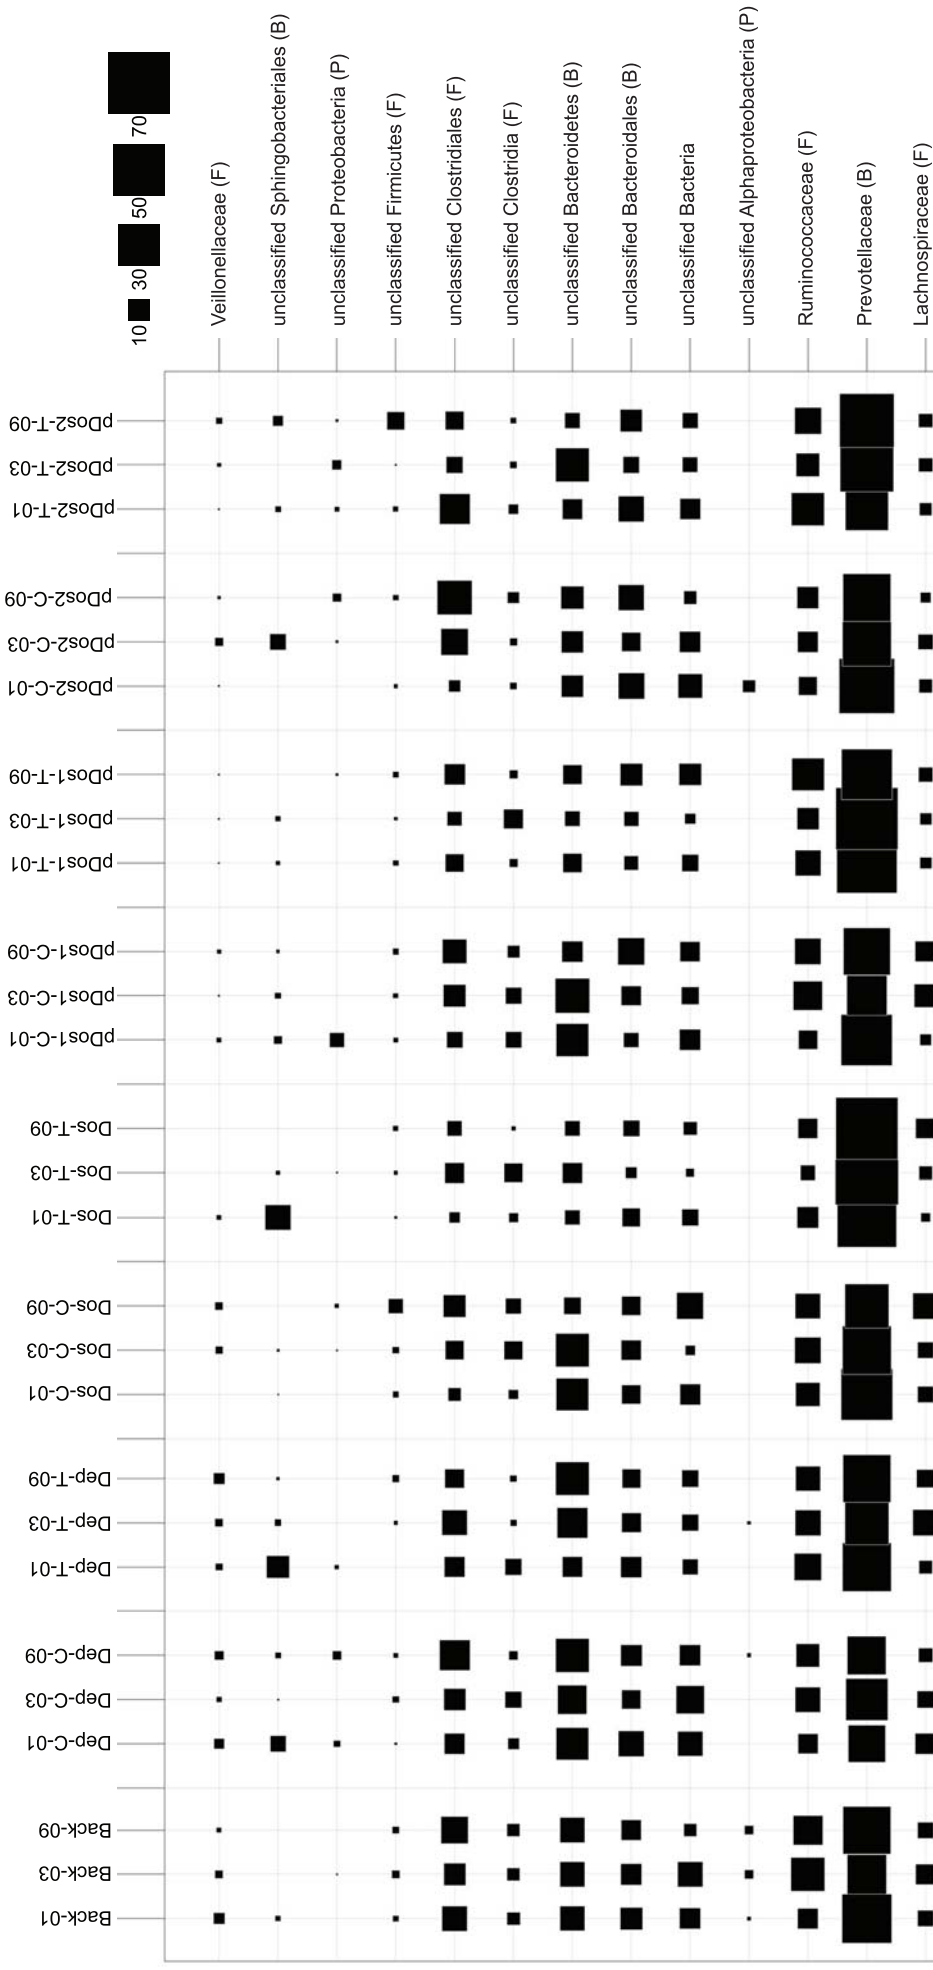 10 30 50 70
Veillonellaceae (F)
unclassified Sphingobacteriales (B)
unclassified Proteobacteria (P)
unclassified Firmicutes (F)
unclassified Clostridiales (F)
unclassified Clostridia (F)
unclassified Bacteroidetes (B)
unclassified Bacteroidales (B)
unclassified Bacteria
unclassified Alphaproteobacteria (P)
Ruminococcaceae (F)
Prevotellaceae (B)
Lachnospiraceae (F)
pDos2-T-09
pDos2-T-03
pDos2-T-01
pDos2-C-09
pDos2-C-03
pDos2-C-01
pDos1-T-09
pDos1-T-03
pDos1-T-01
pDos1-C-09
pDos1-C-03
pDos1-C-01
Dos-T-09
Dos-T-03
Dos-T-01
Dos-C-09
Dos-C-03
Dos-C-01
Dep-T-09
Dep-T-03
Dep-T-01
Dep-C-09
Dep-C-03
Dep-C-01
Back-09
Back-03
Back-01